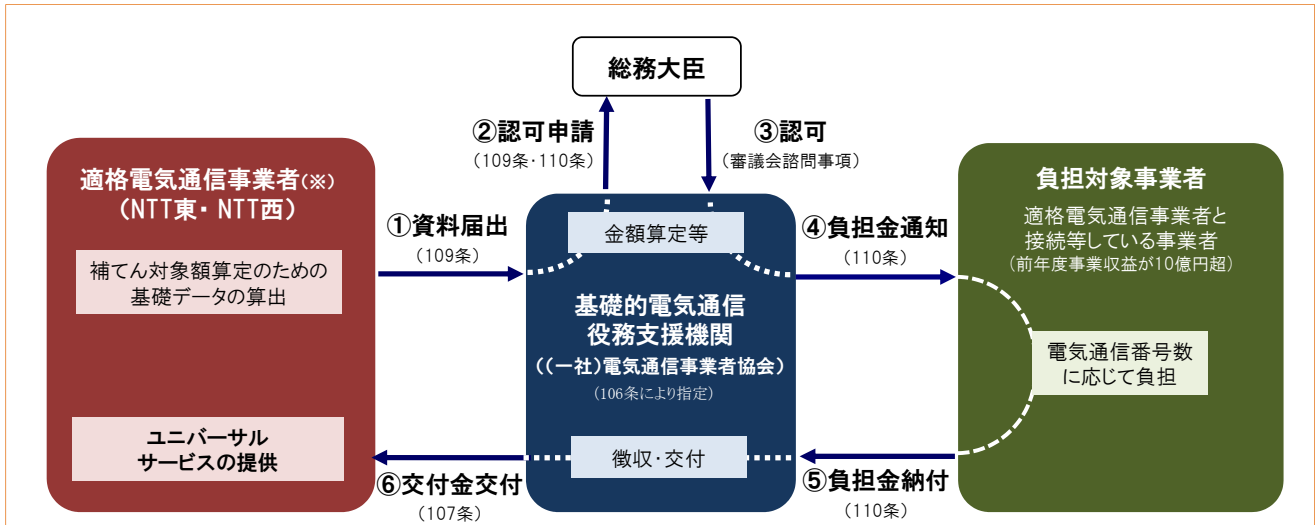 総務大臣
②認可申請
(109条・110条)
③認可
(審議会諮問事項)
適格電気通信事業者(※)
(NTT東・NTT西)
補てん対象額算定のための
基礎データの算出
ユニバーサル
サービスの提供
①資料届出
(109条)
⑥交付金交付
(107条)
金額算定等
基礎的電気通信
役務支援機関
((一社)電気通信事業者協会)
(106条により指定)
徴収・交付
④負担金通知
(110条)
⑤負担金納付
(110条)
負担対象事業者
適格電気通信事業者と
接続等している事業者
(前年度事業収益が10億円超)
電気通信番号数
に応じて負担